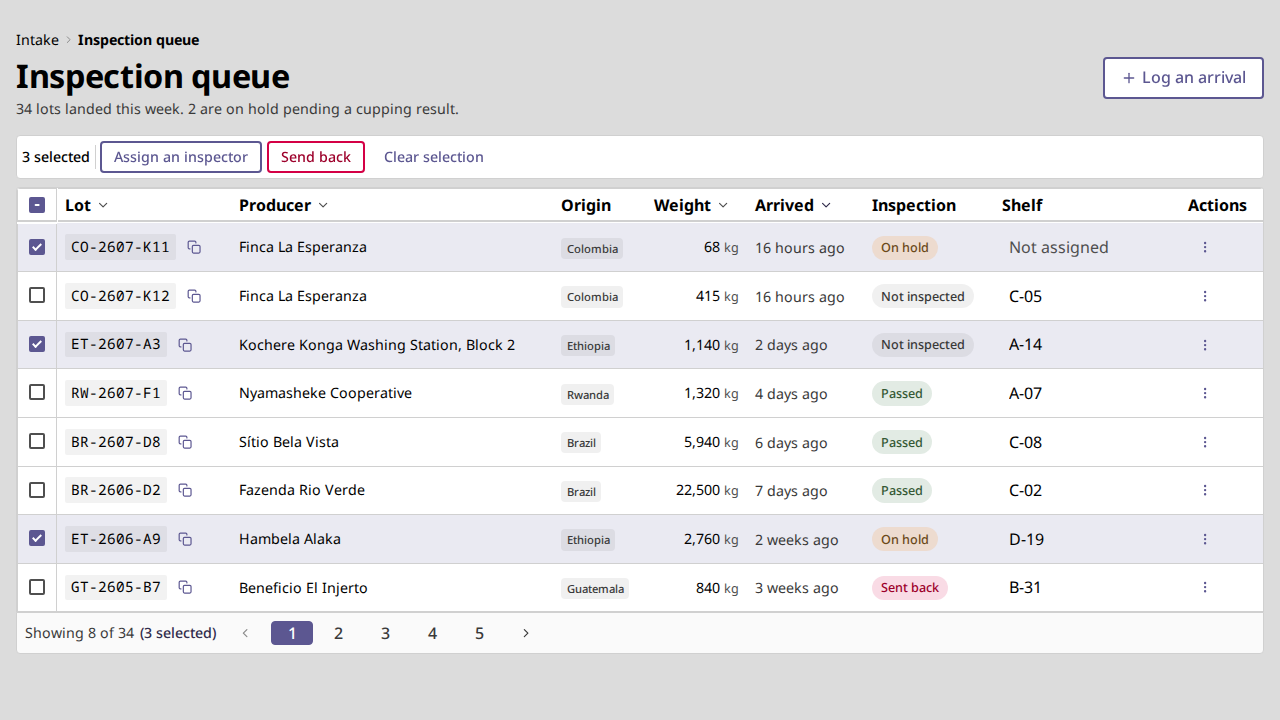 Intake Inspection queue
Inspection queue
Log an arrival
34 lots landed this week. 2 are on hold pending a cupping result.
3 selected Assign an inspector Send back Clear selection
Lot Producer Origin Weight Arrived Inspection Shelf Actions
CO-2607-K11 Finca La Esperanza Colombia 68 kg 16 hours ago On hold Not assigned
CO-2607-K12 Finca La Esperanza Colombia 415 kg 16 hours ago Not inspected C-05
ET-2607-A3 Kochere Konga Washing Station, Block 2 Ethiopia 1,140 kg 2 days ago Not inspected A-14
RW-2607-F1 Nyamasheke Cooperative Rwanda 1,320 kg 4 days ago Passed A-07
BR-2607-D8 Sítio Bela Vista Brazil 5,940 kg 6 days ago Passed C-08
BR-2606-D2 Fazenda Rio Verde Brazil 22,500 kg 7 days ago Passed C-02
ET-2606-A9 Hambela Alaka Ethiopia 2,760 kg 2 weeks ago On hold D-19
GT-2605-B7 Beneficio El Injerto Guatemala 840 kg 3 weeks ago Sent back B-31
Showing 8 of 34 (3 selected) 1 2 3 4 5